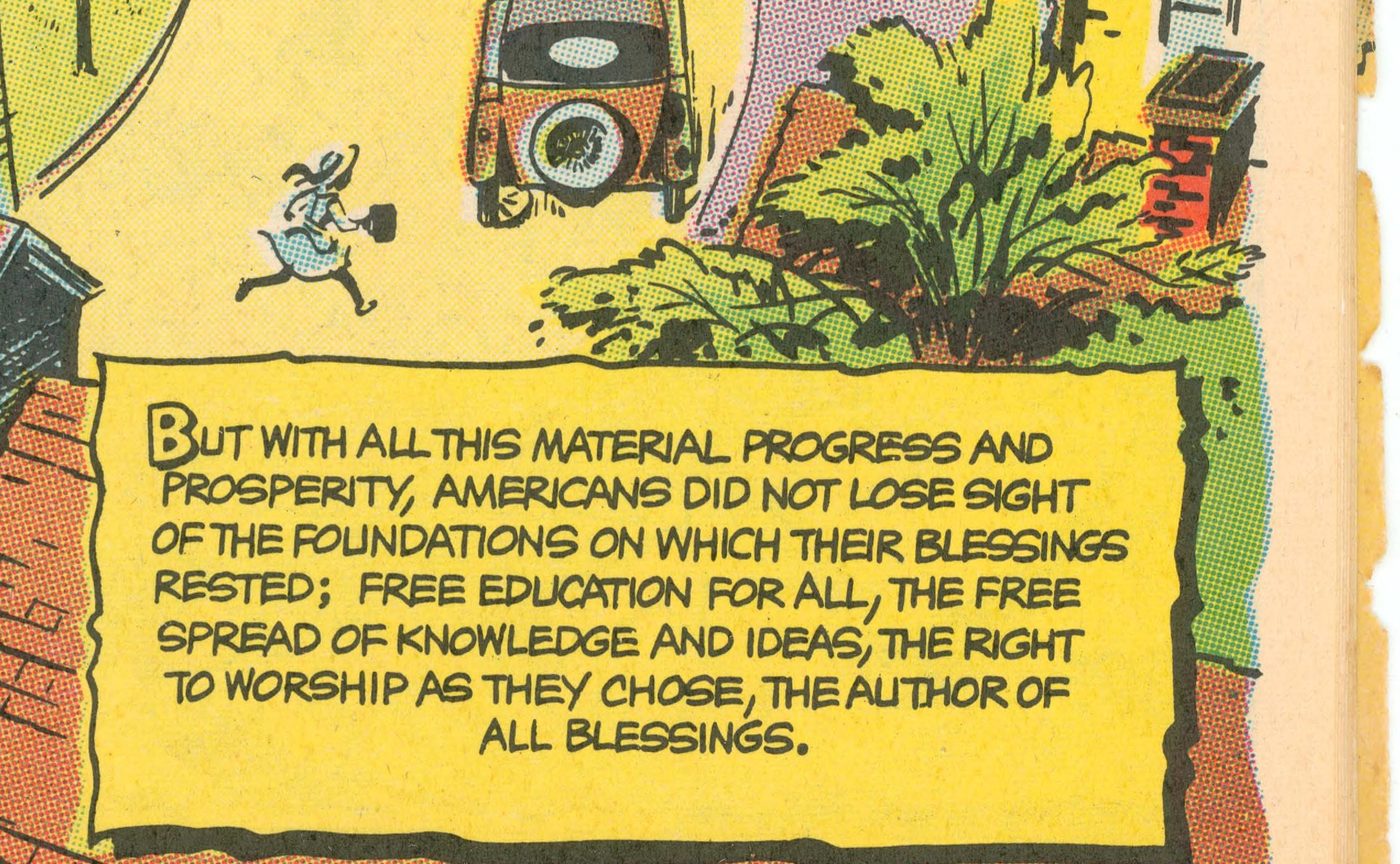 BUT WITH ALL THIS MATERIAL PROGRESS AND
PROSPERITY, AMERICANS DID NOT LOSE SIGHT
OF THE FOUNDATIONS ON WHICH THEIR BLESSINGS
RESTED; FREE EDUCATION FOR ALL, THE FREE
SPREAD OF KNOWLEDGE AND IDEAS, THE RIGHT
TO WORSHIP AS THEY CHOSE, THE AUTHOR OF
ALL BLESSINGS.